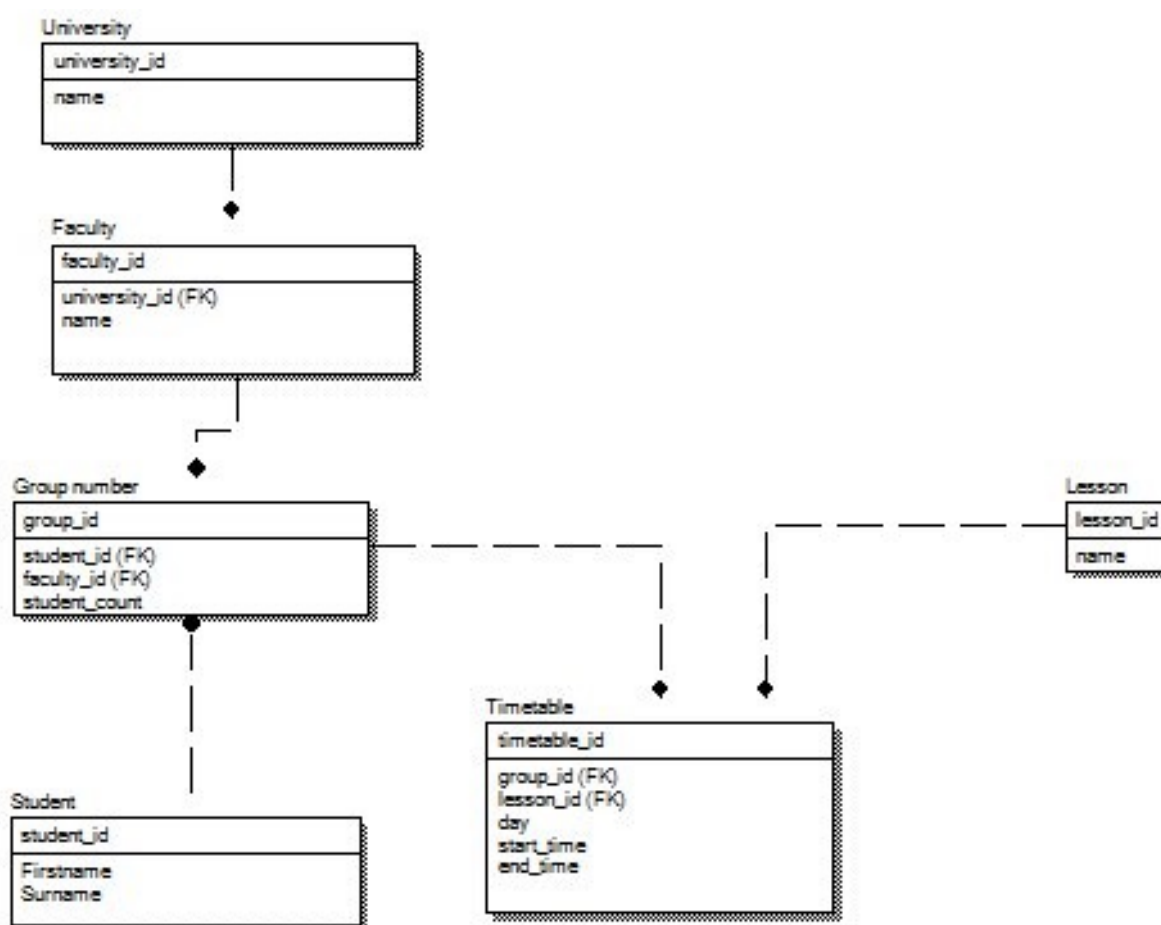 University
university_id
name
Faculty
faculty_id
university_id (FK)
name
Group number
group_id
student_id (FK)
faculty_id (FK)
student_count
Lesson
lesson_id
name
Timetable
timetable_id
group_id (FK)
lesson_id (FK)
day
start_time
end_time
Student
student_id
Firstname
Surname